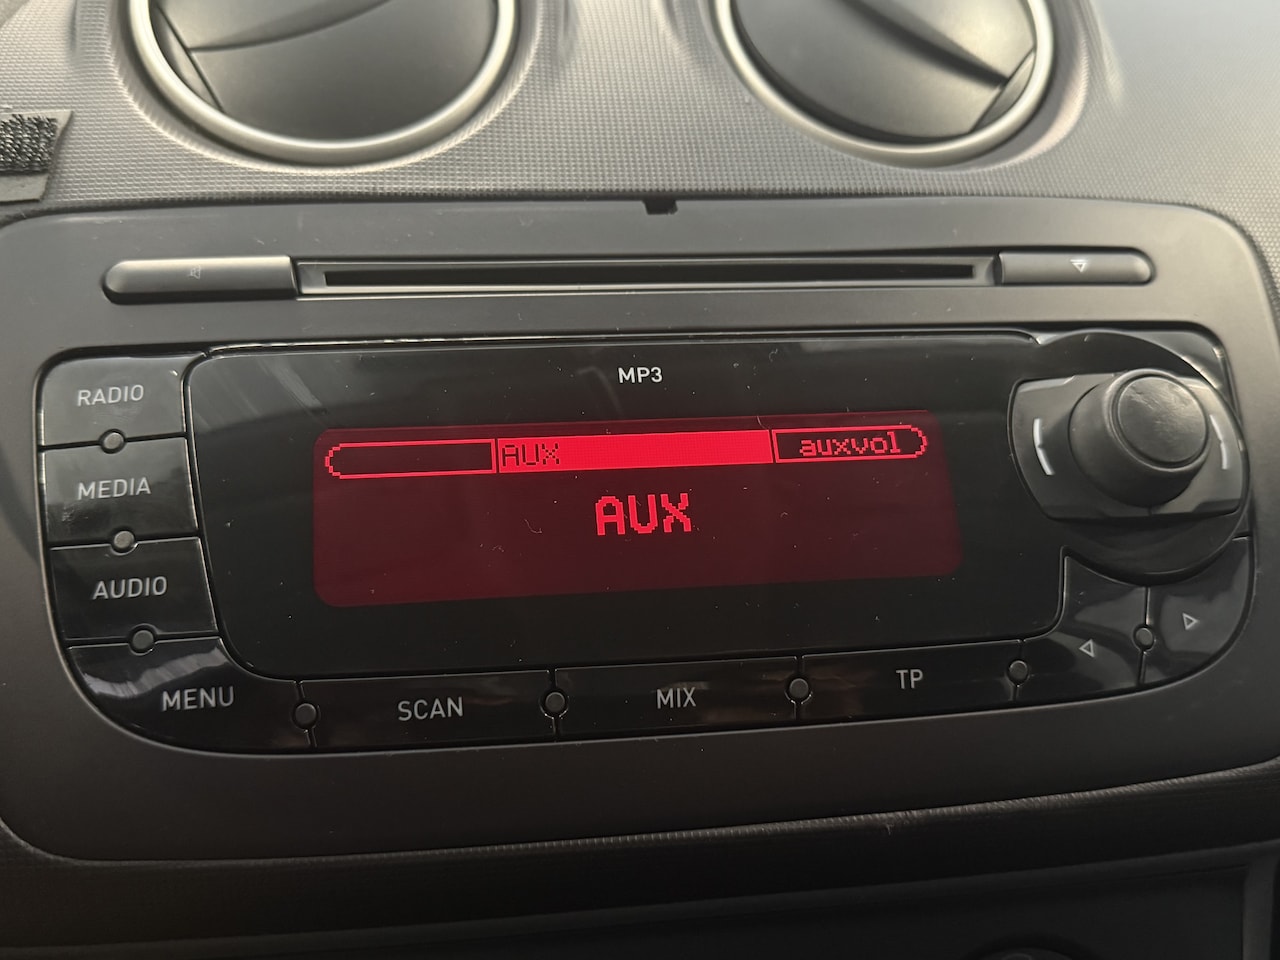 MP3
RADIO
AUX
auxvol
MEDIA
AUX
AUDIO
MENU
SCAN
MIX
TP